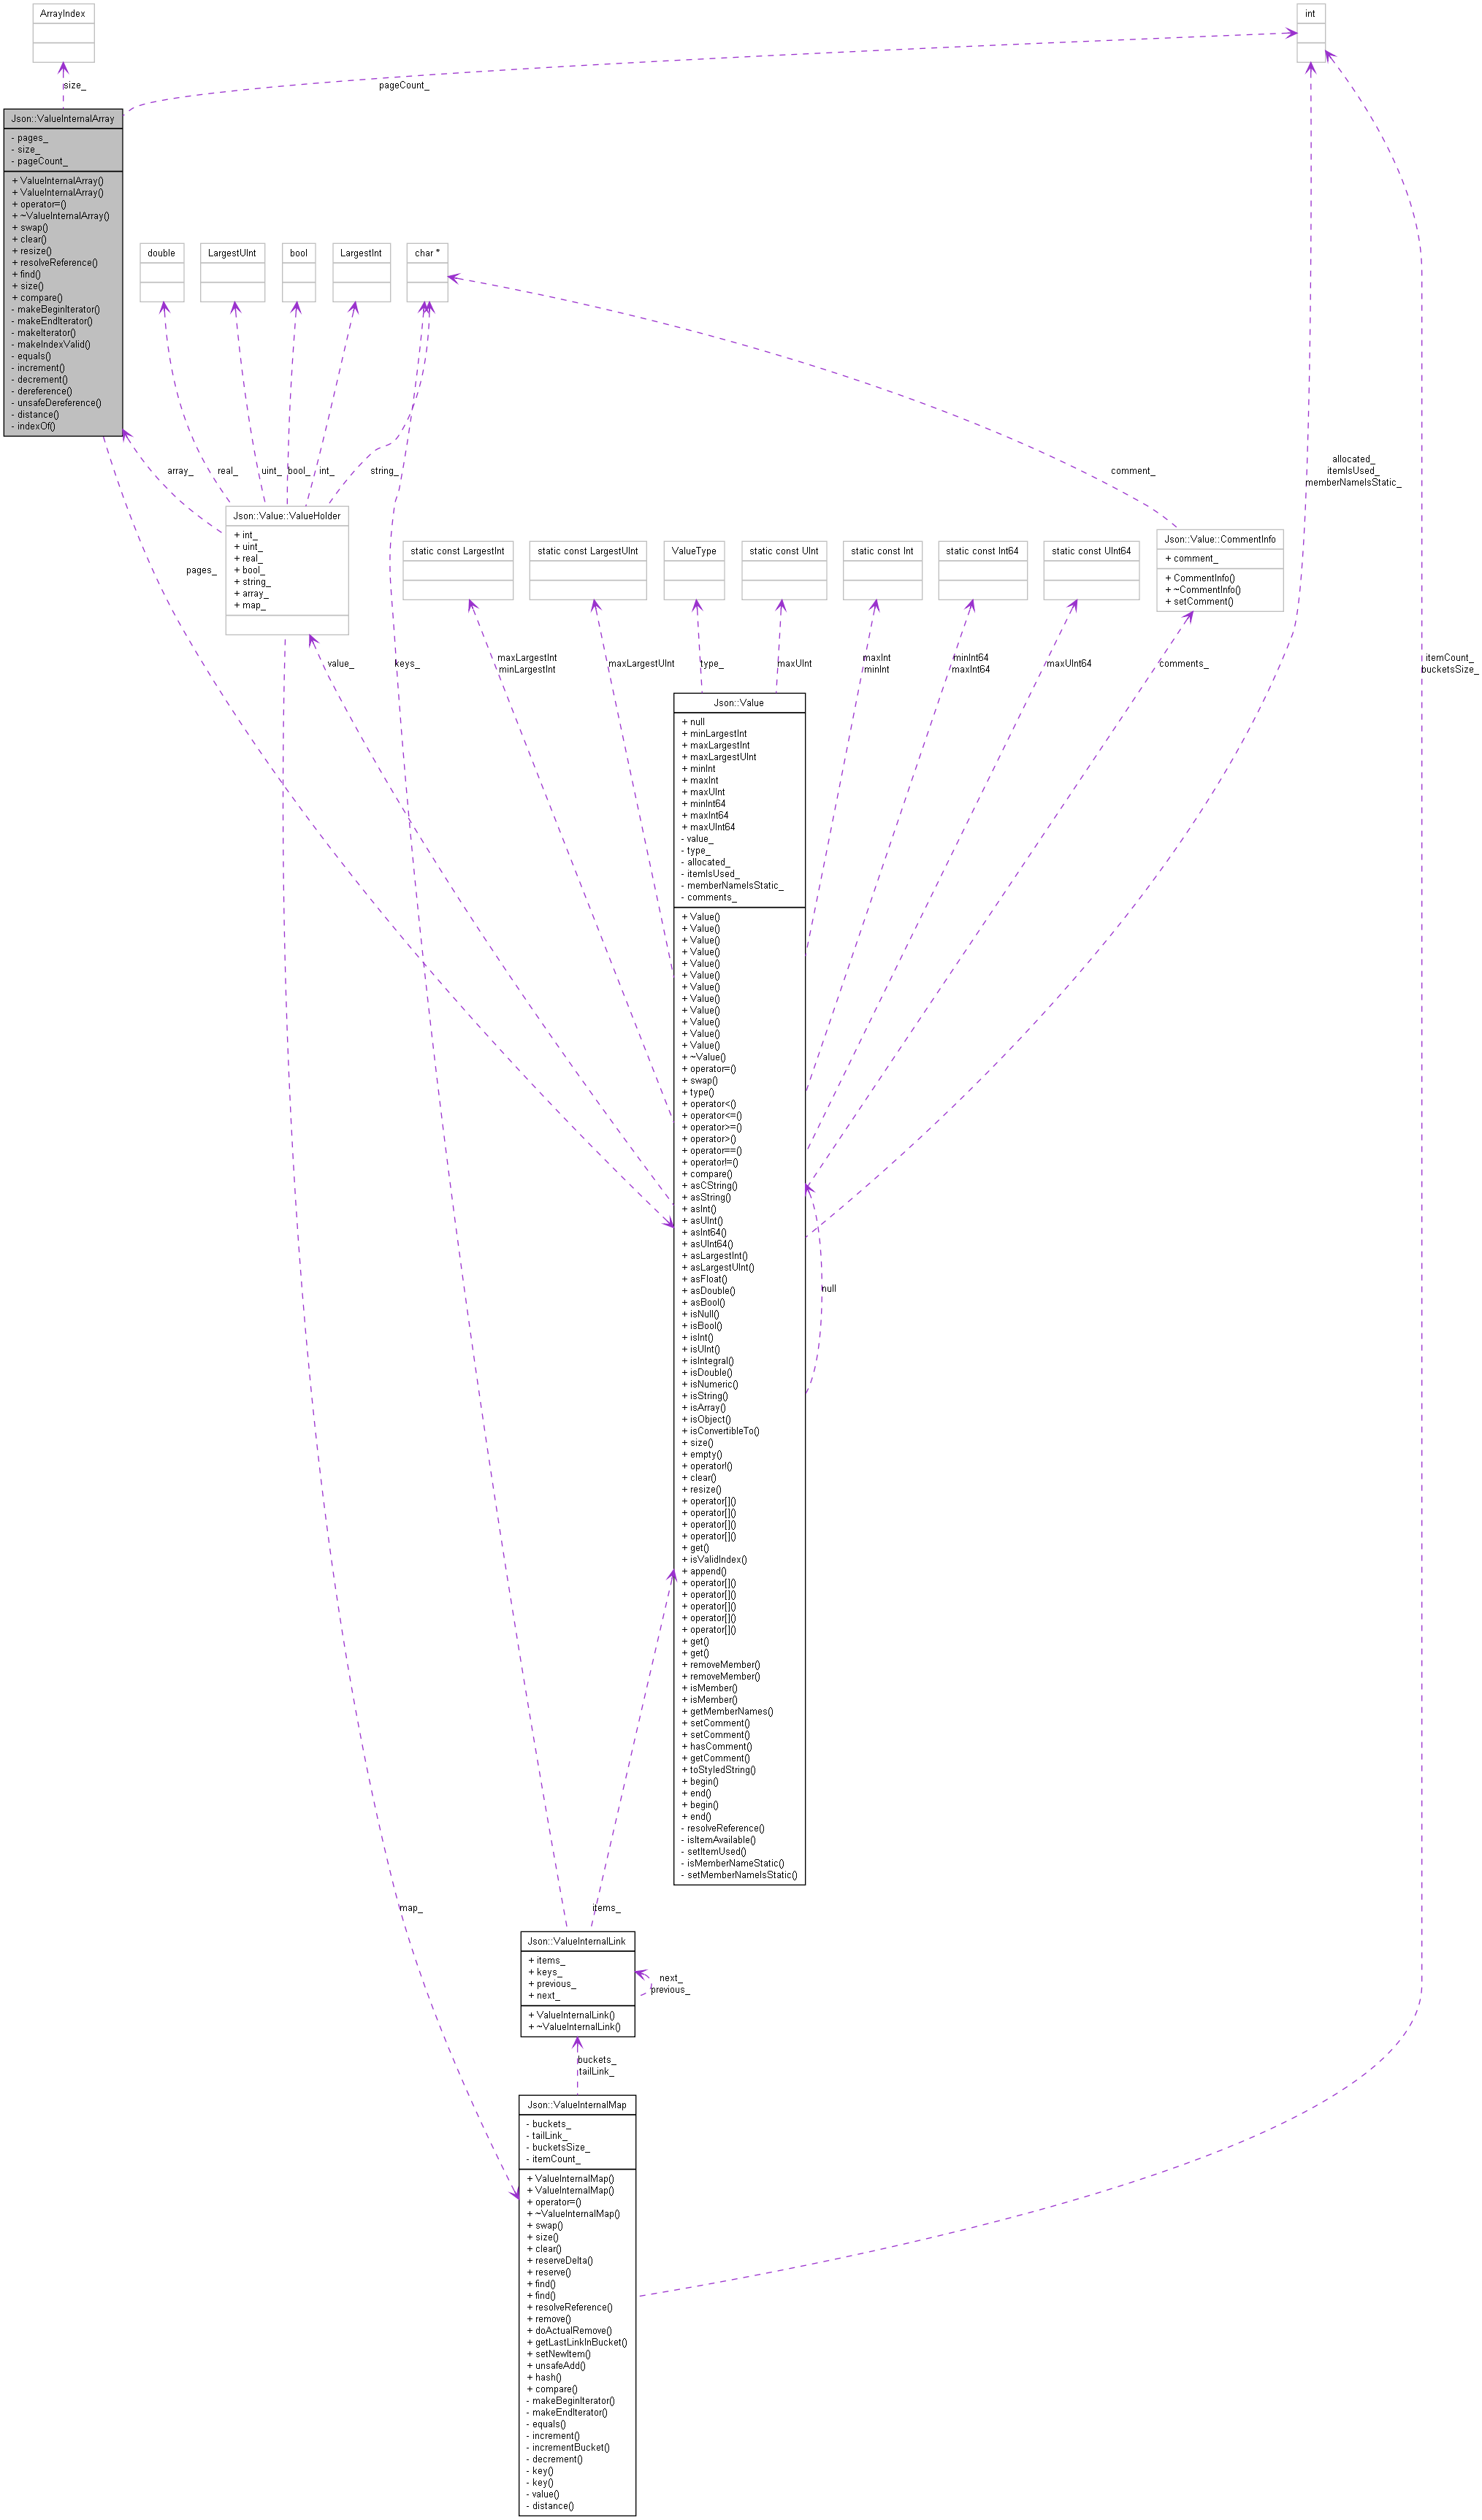 ArrayIndex
int
size_
pageCount_
Json::ValueInternalArray
- pages_
- size_
- pageCount_
+ ValueInternalArray()
+ ValueInternalArray()
+ operator=()
+ ~ValueInternalArray()
+ swap()
+ clear()
+ resize()
+ resolveReference()
+ find()
+ size()
+ compare()
- makeBeginIterator()
- makeEndIterator()
- makeIterator()
- makeIndexValid()
- equals()
- increment()
- decrement()
- dereference()
- unsafeDereference()
- distance()
- indexOf()
double
LargestUInt
bool
LargestInt
char *
array_
real_
uint_
bool_
int_
string_
comment_
allocated_
itemIsUsed_
memberNameIsStatic_
Json::Value::ValueHolder
+ int_
+ uint_
+ real_
+ bool_
+ string_
+ array_
+ map_
pages_
static const LargestInt
static const LargestUInt
ValueType
static const UInt
static const Int
static const Int64
static const UInt64
Json::Value::CommentInfo
+ comment_
+ CommentInfo()
+ ~CommentInfo()
+ setComment()
value_
keys_
maxLargestInt
minLargestInt
maxLargestUInt
type_
maxUInt
maxInt
minInt
minInt64
maxInt64
maxUInt64
comments_
itemCount_
bucketsSize_
Json::Value
+ null
+ minLargestInt
+ maxLargestInt
+ maxLargestUInt
+ minInt
+ maxInt
+ maxUInt
+ minInt64
+ maxInt64
+ maxUInt64
- value_
- type_
- allocated_
- itemIsUsed_
- memberNameIsStatic_
- comments_
+ Value()
+ Value()
+ Value()
+ Value()
+ Value()
+ Value()
+ Value()
+ Value()
+ Value()
+ Value()
+ Value()
+ Value()
+ ~Value()
+ operator=()
+ swap()
+ type()
+ operator<()
+ operator<=()
+ operator>=()
+ operator>()
+ operator==()
+ operator!=()
+ compare()
+ asCString()
+ asString()
+ asInt()
+ asUInt()
+ asInt64()
+ asUInt64()
+ asLargestInt()
+ asLargestUInt()
+ asFloat()
+ asDouble()
+ asBool()
+ isNull()
+ isBool()
+ isInt()
+ isUInt()
+ isIntegral()
+ isDouble()
+ isNumeric()
+ isString()
+ isArray()
+ isObject()
+ isConvertibleTo()
+ size()
+ empty()
+ operator!()
+ clear()
+ resize()
+ operator[]()
+ operator[]()
+ operator[]()
+ operator[]()
+ get()
+ isValidIndex()
+ append()
+ operator[]()
+ operator[]()
+ operator[]()
+ operator[]()
+ operator[]()
+ get()
+ get()
+ removeMember()
+ removeMember()
+ isMember()
+ isMember()
+ getMemberNames()
+ setComment()
+ setComment()
+ hasComment()
+ getComment()
+ toStyledString()
+ begin()
+ end()
+ begin()
+ end()
- resolveReference()
- isItemAvailable()
- setItemUsed()
- isMemberNameStatic()
- setMemberNameIsStatic()
null
map_
items_
Json::ValueInternalLink
+ items_
+ keys_
+ previous_
+ next_
+ ValueInternalLink()
+ ~ValueInternalLink()
next_
previous_
buckets_
tailLink_
Json::ValueInternalMap
- buckets_
- tailLink_
- bucketsSize_
- itemCount_
+ ValueInternalMap()
+ ValueInternalMap()
+ operator=()
+ ~ValueInternalMap()
+ swap()
+ size()
+ clear()
+ reserveDelta()
+ reserve()
+ find()
+ find()
+ resolveReference()
+ remove()
+ doActualRemove()
+ getLastLinkInBucket()
+ setNewItem()
+ unsafeAdd()
+ hash()
+ compare()
- makeBeginIterator()
- makeEndIterator()
- equals()
- increment()
- incrementBucket()
- decrement()
- key()
- key()
- value()
- distance()